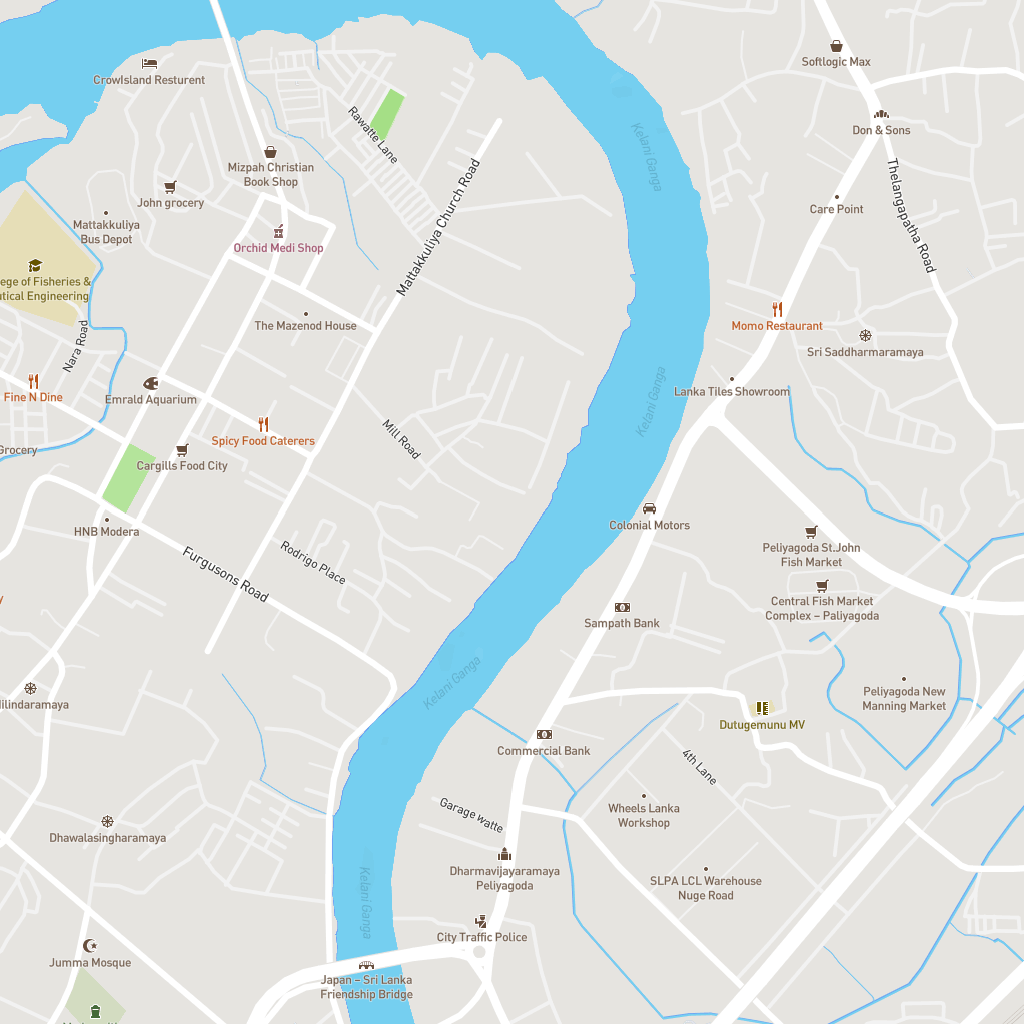 Softlogic Max
CrowIsland Resturent
Rawatte Lane
Kelani Ganga
Don & Sons
Mizpah Christian
Book Shop
John grocery
Mattakkuliya Church Road
Thelangapatha Road
Care Point
Mattakkuliya
Bus Depot
Orchid Medi Shop
lege of Fisheries &
utical Engineering
The Mazenod House
Momo Restaurant
Nara Road
Sri Saddharmaramaya
Lanka Tiles Showroom
Fine N Dine
Emrald Aquarium
Kelani Ganga
Spicy Food Caterers
Mill Road
Grocery
Cargills Food City
HNB Modera
Colonial Motors
Peliyagoda St.John
Fish Market
Rodrigo Place
Furgusons Road
Central Fish Market
Complex – Paliyagoda
Sampath Bank
Kelani Ganga
Milindaramaya
Peliyagoda New
Manning Market
Dutugemunu MV
Commercial Bank
4th Lane
Garage watte
Wheels Lanka
Workshop
Dhawalasingharamaya
Dharmavijayaramaya
Peliyagoda
SLPA LCL Warehouse
Nuge Road
Kelani Ganga
City Traffic Police
Jumma Mosque
Japan – Sri Lanka
Friendship Bridge